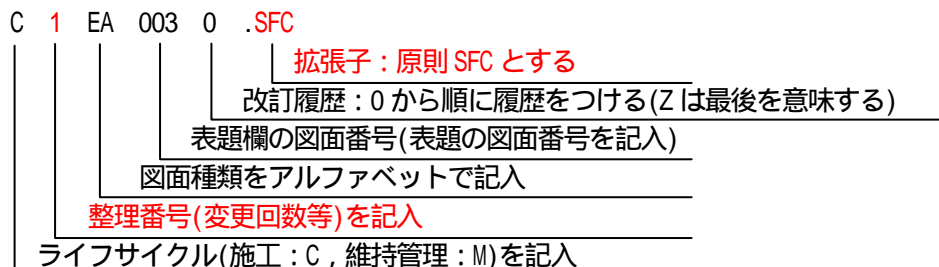 C 1 EA 003 0 .SFC
拡張子：原則 SFC とする
改訂履歴：0 から順に履歴をつける(Z は最後を意味する)
表題欄の図面番号(表題の図面番号を記入)
図面種類をアルファベットで記入
整理番号(変更回数等)を記入
ライフサイクル(施工：C，維持管理：M)を記入